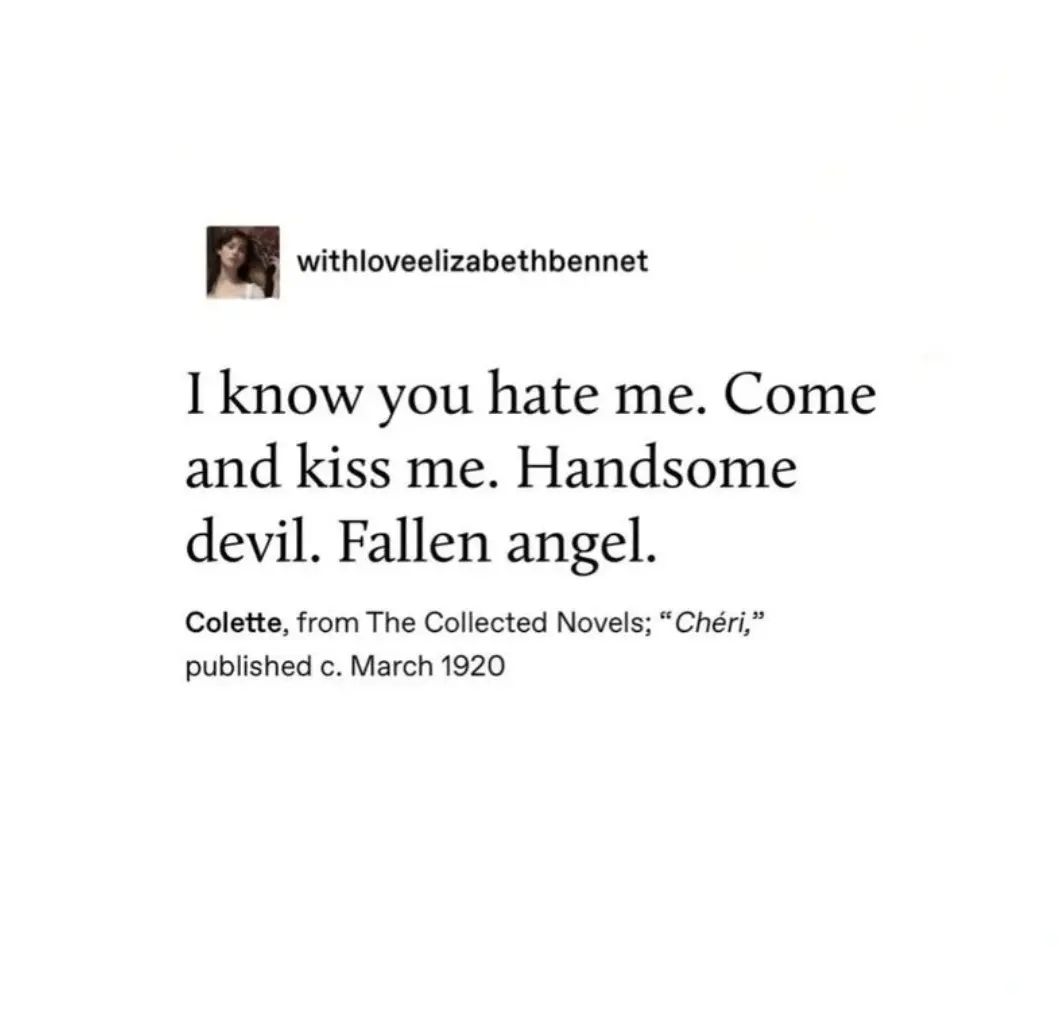 withloveelizabethbennet
I know you hate me. Come
and kiss me. Handsome
devil. Fallen angel.
Colette, from The Collected Novels; “Chéri,”
published c. March 1920